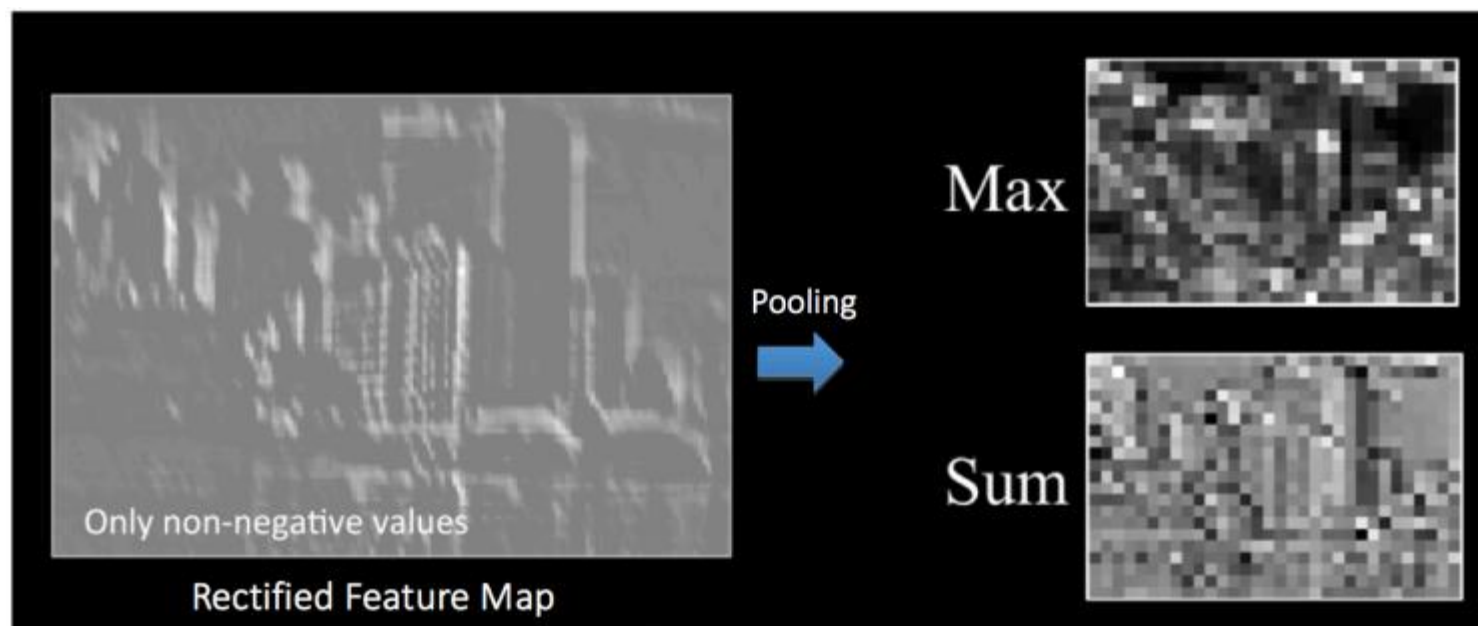 Only non-negative values
Rectified Feature Map
Pooling
Max
Sum